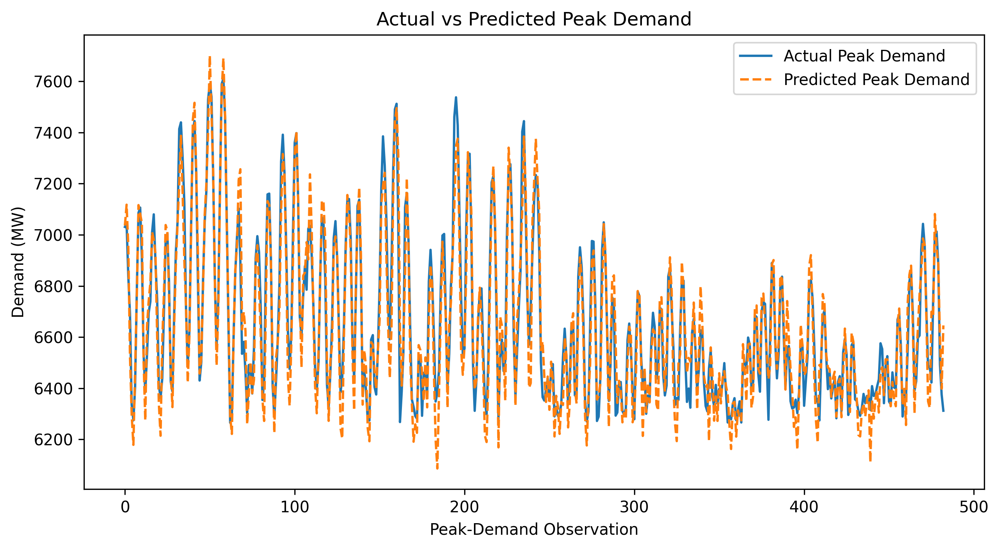 Actual vs Predicted Peak Demand
Actual Peak Demand
Predicted Peak Demand
Demand (MW)
7600
7400
7200
7000
6800
6600
6400
6200
0 100 200 300 400 500
Peak-Demand Observation